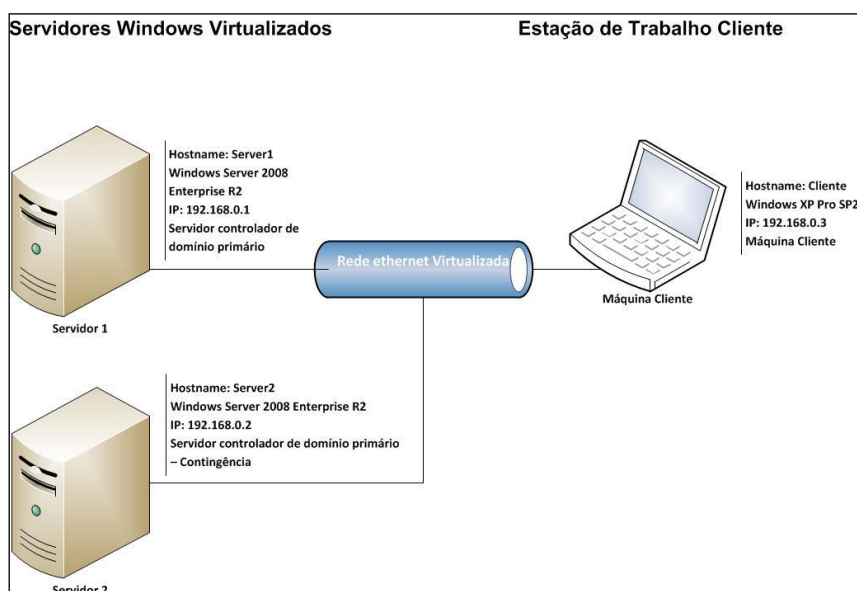 Servidores Windows Virtualizados
Estação de Trabalho Cliente
Hostname: Server1
Windows Server 2008
Enterprise R2
IP: 192.168.0.1
Servidor controlador de
domínio primário
Servidor 1
Rede ethernet Virtualizada
Hostname: Cliente
Windows XP Pro SP2
IP: 192.168.0.3
Máquina Cliente
Máquina Cliente
Hostname: Server2
Windows Server 2008 Enterprise R2
IP: 192.168.0.2
Servidor controlador de domínio primário
– Contingência
Servidor 2